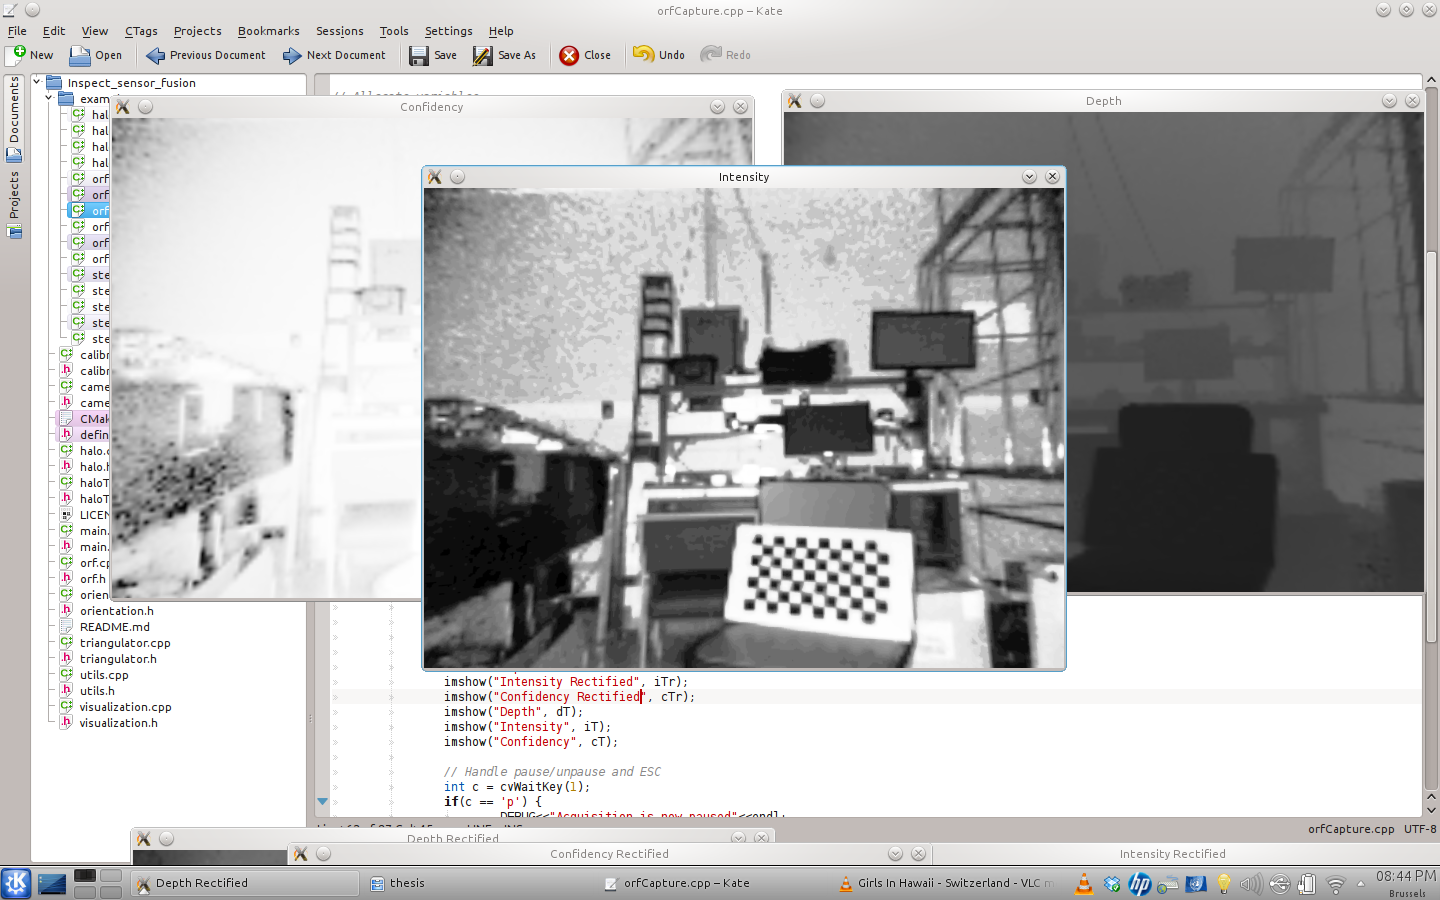 orfCapture.cpp – Kate
File Edit View CTags Projects Bookmarks Sessions Tools Settings Help
New Open Previous Document Next Document Save Save As Close Undo Redo
Documents
Projects
Inspect_sensor_fusion
exam
hal
hal
hal
hal
orf
orf
orf
orf
orf
orf
ste
ste
ste
ste
ste
calibr
calibr
came
came
CMak
defin
halo.c
halo.h
haloT
haloT
LICEN
main.
main.
orf.cp
orf.h
orien
orientation.h
README.md
triangulator.cpp
triangulator.h
utils.cpp
utils.h
visualization.cpp
visualization.h
// Allocate variables
Confidency
Depth
Intensity
imshow("Intensity Rectified", iTr);
imshow("Confidency Rectified", cTr);
imshow("Depth", dT);
imshow("Intensity", iT);
imshow("Confidency", cT);
// Handle pause/unpause and ESC
int c = cvWaitKey(1);
if(c == 'p') {
DEBUG<<"Acquisition is now paused"<<endl;
orfCapture.cpp UTF-8
Depth Rectified
Confidency Rectified
Intensity Rectified
Depth Rectified
thesis
orfCapture.cpp – Kate
Girls In Hawaii - Switzerland - VLC m
08:44 PM
Brussels